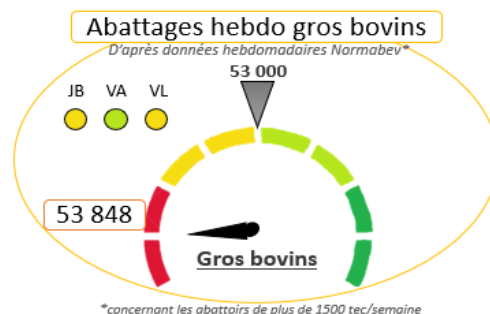 Abattages hebdo gros bovins
D'après données hebdomadaires Normabev*
53 000
JB VA VL
53 848
Gros bovins
*concernant les abattoirs de plus de 1500 tec/semaine